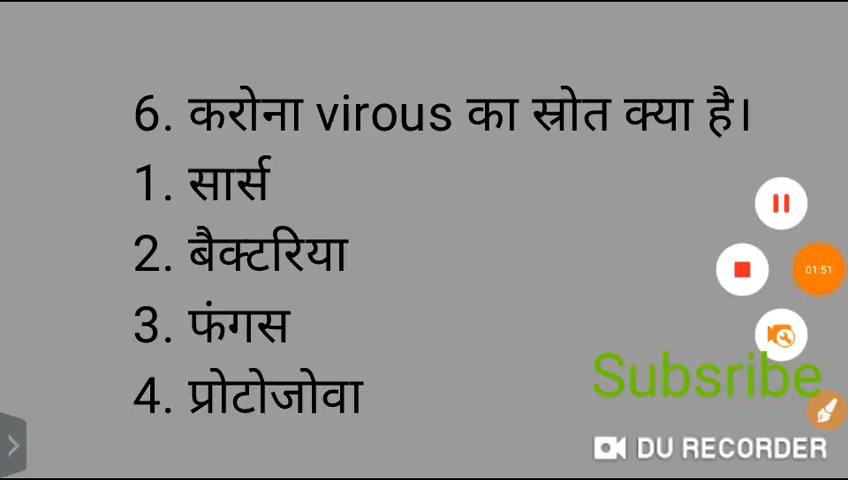 6. करोना virous का स्रोत क्या है।
1. सार्स
2. बैक्टरिया
3. फंगस
4. प्रोटोजोवा
01:51
Subsribe
DU RECORDER